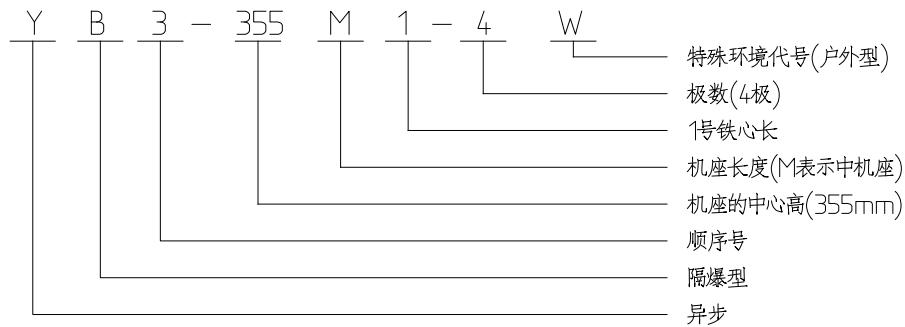 Y B 3 - 355 M 1 - 4 W
特殊环境代号(户外型)
极数(4极)
1号铁心长
机座长度(M表示中机座)
机座的中心高(355mm)
顺序号
隔爆型
异步